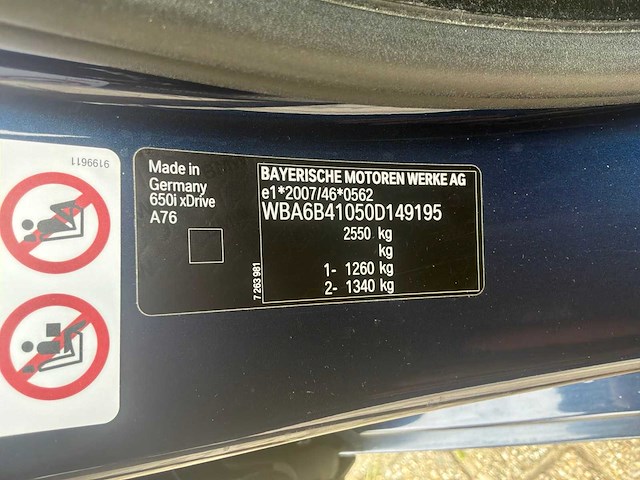 9199611
Made in
Germany
650i xDrive
A76
BAYERISCHE MOTOREN WERKE AG
e1*2007/46*0562
WBA6B41050D149195
2550 kg
kg
1- 1260 kg
2- 1340 kg
7 263 981